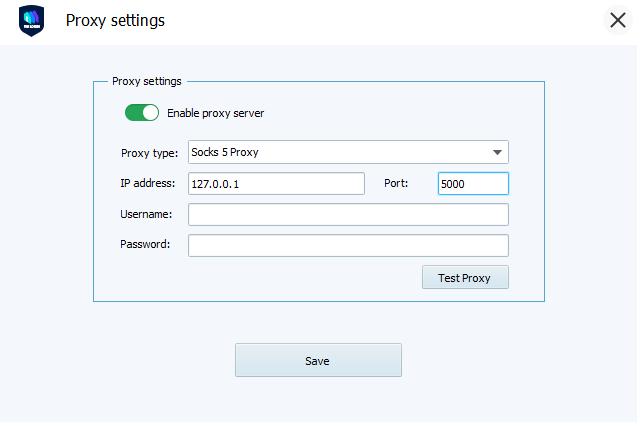 Proxy settings
Proxy settings
Enable proxy server
Proxy type: Socks 5 Proxy
IP address: 127.0.0.1 Port: 5000
Username:
Password:
Test Proxy
Save